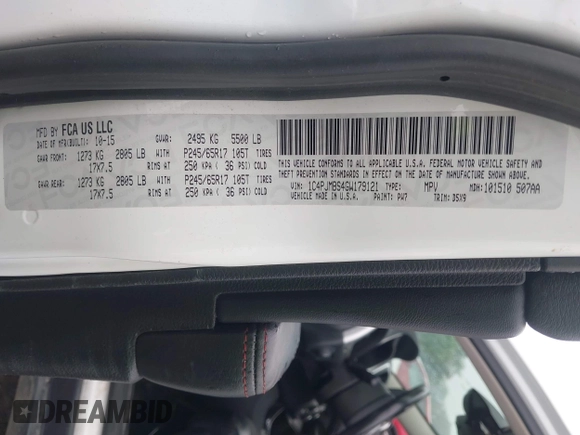 MFD BY FCA US LLC
DATE OF MFR(BUILT): 10-15 GVWR: 2495 KG 5500 LB
GAWR FRONT: 1273 KG 2805 LB WITH P245/65R17 105T TIRES
17X7.5 RIMS AT 250 KPA ( 36 PSI) COLD
GAWR REAR: 1273 KG 2805 LB WITH P245/65R17 105T TIRES
17X7.5 RIMS AT 250 KPA ( 36 PSI) COLD
THIS VEHICLE CONFORMS TO ALL APPLICABLE U.S.A. FEDERAL MOTOR VEHICLE SAFETY AND
THEFT PREVENTION STANDARDS IN EFFECT ON THE DATE OF MANUFACTURE SHOWN ABOVE.
VIN: 1C4PJMBS4GW179121 TYPE: MPV MDH: 101510 507AA
VEHICLE MADE IN U.S.A. PAINT: PW7 TRIM: DSX9
DREAMBID